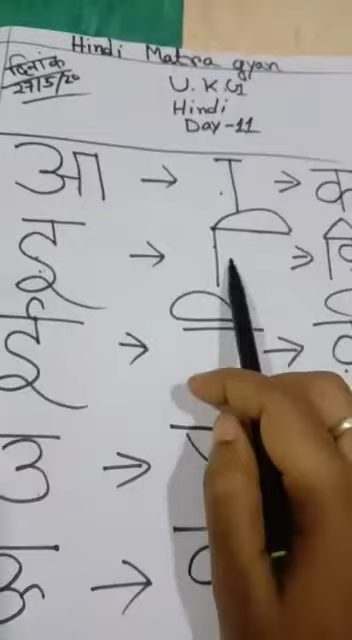 Hindi Matra gyan
दिनांक
27/5/20
U.K.G
Hindi
Day-11
आ → ा →
इ → ि →
ई → ी →
उ →
ऊ →